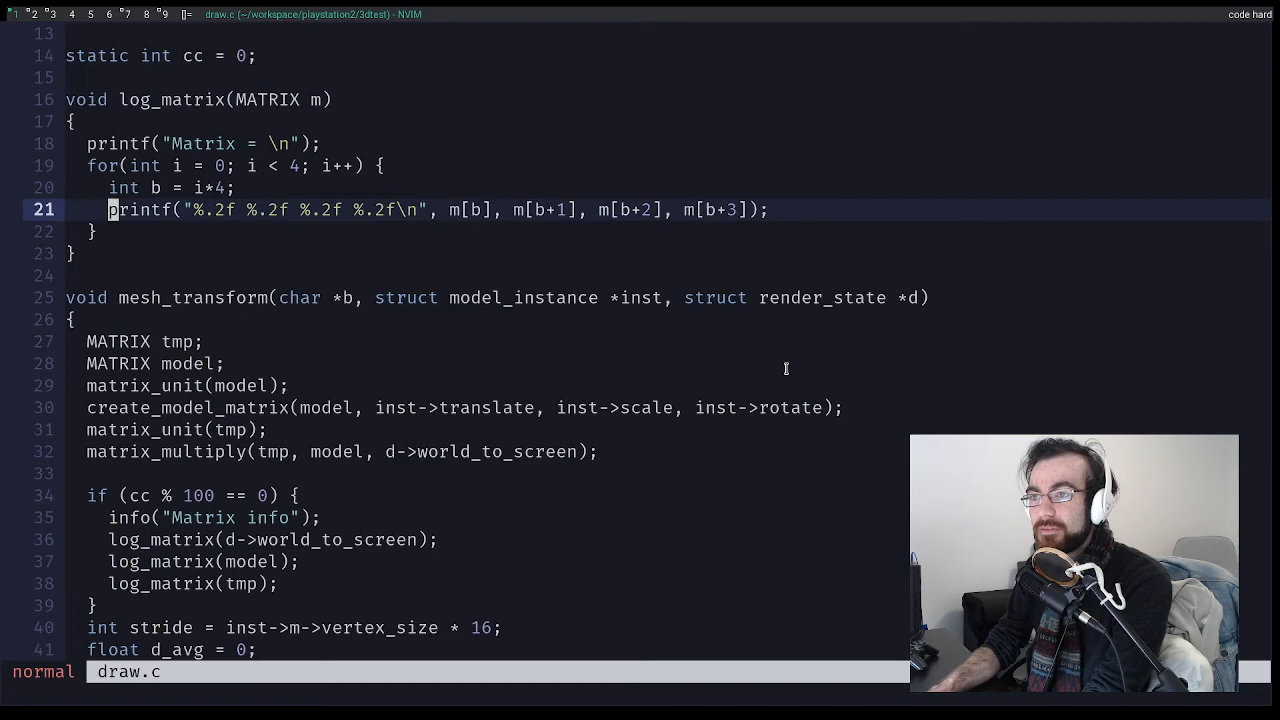 1 2 3 4 5 6 7 8 9 []= draw.c (~/workspace/playstation2/3dtest) - NVIM code hard
13
14 static int cc = 0;
15
16 void log_matrix(MATRIX m)
17 {
18   printf("Matrix = \n");
19   for(int i = 0; i < 4; i++) {
20     int b = i*4;
21     printf("%.2f %.2f %.2f %.2f\n", m[b], m[b+1], m[b+2], m[b+3]);
22   }
23 }
24
25 void mesh_transform(char *b, struct model_instance *inst, struct render_state *d)
26 {
27   MATRIX tmp;
28   MATRIX model;
29   matrix_unit(model);
30   create_model_matrix(model, inst->translate, inst->scale, inst->rotate);
31   matrix_unit(tmp);
32   matrix_multiply(tmp, model, d->world_to_screen);
33
34   if (cc % 100 == 0) {
35     info("Matrix info");
36     log_matrix(d->world_to_screen);
37     log_matrix(model);
38     log_matrix(tmp);
39   }
40   int stride = inst->m->vertex_size * 16;
41   float d_avg = 0;
normal draw.c